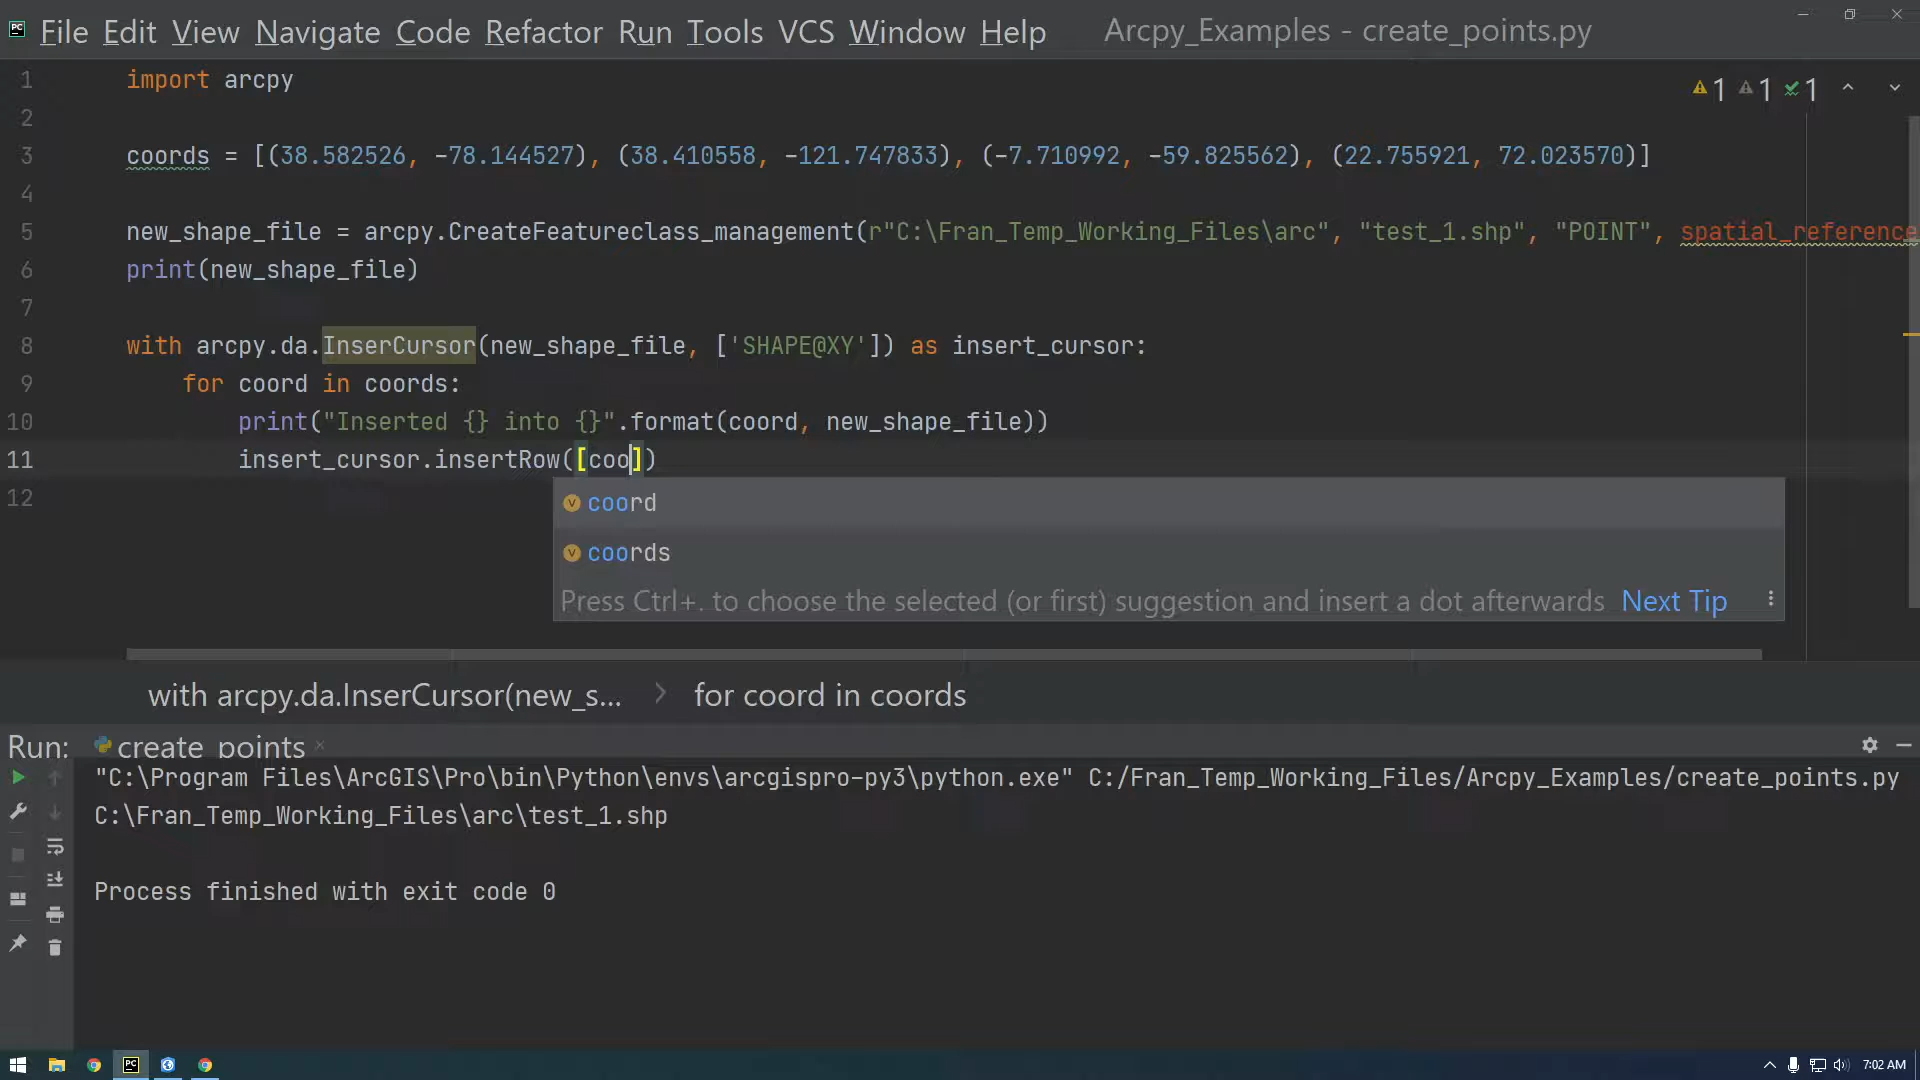 PC File Edit View Navigate Code Refactor Run Tools VCS Window Help Arcpy_Examples - create_points.py
1 import arcpy
2
3 coords = [(38.582526, -78.144527), (38.410558, -121.747833), (-7.710992, -59.825562), (22.755921, 72.023570)]
4
5 new_shape_file = arcpy.CreateFeatureclass_management(r"C:\Fran_Temp_Working_Files\arc", "test_1.shp", "POINT", spatial_reference
6 print(new_shape_file)
7
8 with arcpy.da.InserCursor(new_shape_file, ['SHAPE@XY']) as insert_cursor:
9 for coord in coords:
10 print("Inserted {} into {}".format(coord, new_shape_file))
11 insert_cursor.insertRow([coo])
12
1 1 1
v coord
v coords
Press Ctrl+. to choose the selected (or first) suggestion and insert a dot afterwards Next Tip
with arcpy.da.InserCursor(new_s... > for coord in coords
Run: create_points
"C:\Program Files\ArcGIS\Pro\bin\Python\envs\arcgispro-py3\python.exe" C:/Fran_Temp_Working_Files/Arcpy_Examples/create_points.py
C:\Fran_Temp_Working_Files\arc\test_1.shp
Process finished with exit code 0
PC 7:02 AM